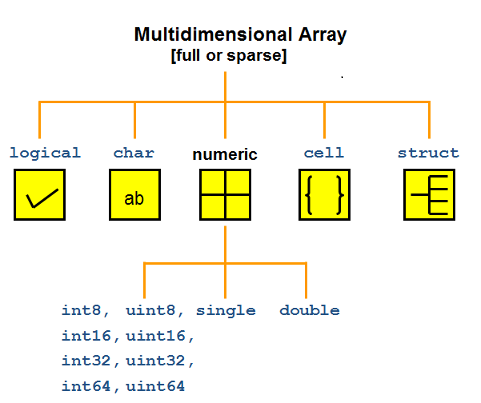 Multidimensional Array
[full or sparse]
logical char numeric cell struct
ab { }
int8, uint8, single double
int16, uint16,
int32, uint32,
int64, uint64